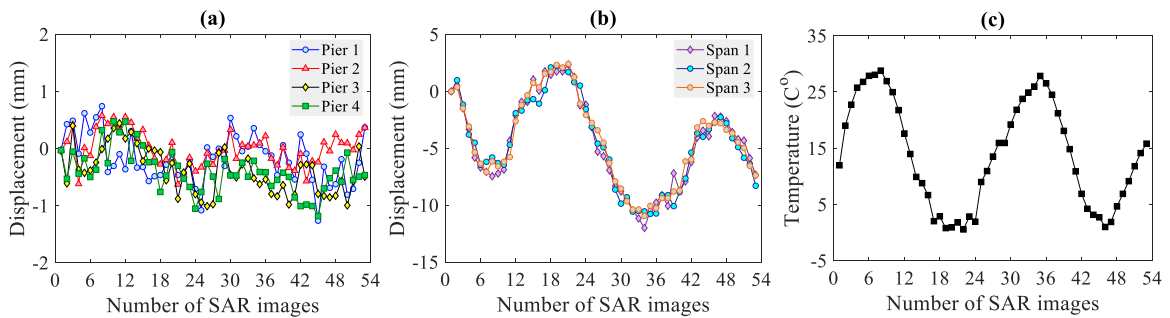 (a)
Displacement (mm)
2
1
0
-1
-2
Pier 1
Pier 2
Pier 3
Pier 4
0 6 12 18 24 30 36 42 48 54
Number of SAR images
(b)
Displacement (mm)
5
0
-5
-10
-15
Span 1
Span 2
Span 3
0 6 12 18 24 30 36 42 48 54
Number of SAR images
(c)
Temperature (C°)
35
25
15
5
-5
0 6 12 18 24 30 36 42 48 54
Number of SAR images